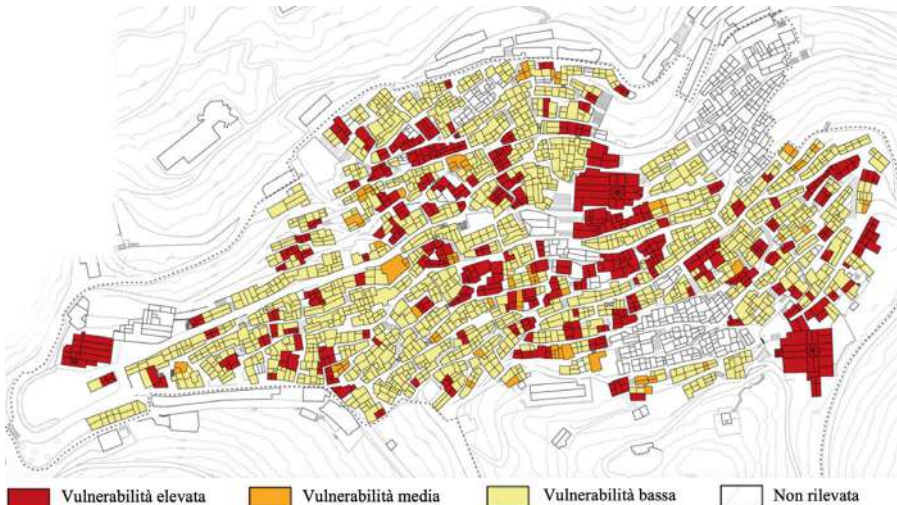 Vulnerabilità elevata
Vulnerabilità media
Vulnerabilità bassa
Non rilevata